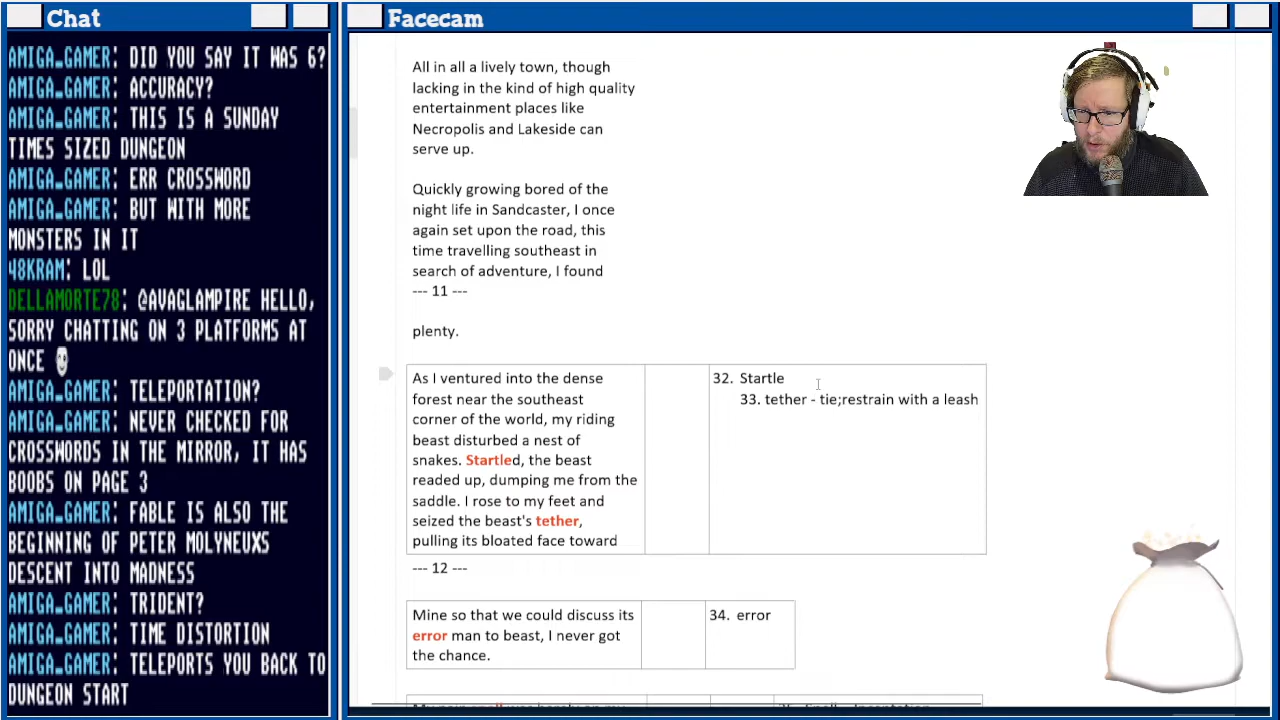 Chat
AMIGA_GAMER: DID YOU SAY IT WAS 6?
AMIGA_GAMER: ACCURACY?
AMIGA_GAMER: THIS IS A SUNDAY
TIMES SIZED DUNGEON
AMIGA_GAMER: ERR CROSSWORD
AMIGA_GAMER: BUT WITH MORE
MONSTERS IN IT
48KRAM: LOL
DELLAMORTE78: @AVAGLAMPIRE HELLO,
SORRY CHATTING ON 3 PLATFORMS AT
ONCE
AMIGA_GAMER: TELEPORTATION?
AMIGA_GAMER: NEVER CHECKED FOR
CROSSWORDS IN THE MIRROR, IT HAS
BOOBS ON PAGE 3
AMIGA_GAMER: FABLE IS ALSO THE
BEGINNING OF PETER MOLYNEUXS
DESCENT INTO MADNESS
AMIGA_GAMER: TRIDENT?
AMIGA_GAMER: TIME DISTORTION
AMIGA_GAMER: TELEPORTS YOU BACK TO
DUNGEON START
Facecam
All in all a lively town, though
lacking in the kind of high quality
entertainment places like
Necropolis and Lakeside can
serve up.
Quickly growing bored of the
night life in Sandcaster, I once
again set upon the road, this
time travelling southeast in
search of adventure, I found
--- 11 ---
plenty.
As I ventured into the dense
forest near the southeast
corner of the world, my riding
beast disturbed a nest of
snakes. Startled, the beast
readed up, dumping me from the
saddle. I rose to my feet and
seized the beast's tether,
pulling its bloated face toward
32. Startle
33. tether - tie;restrain with a leash
--- 12 ---
Mine so that we could discuss its
error man to beast, I never got
the chance.
34. error